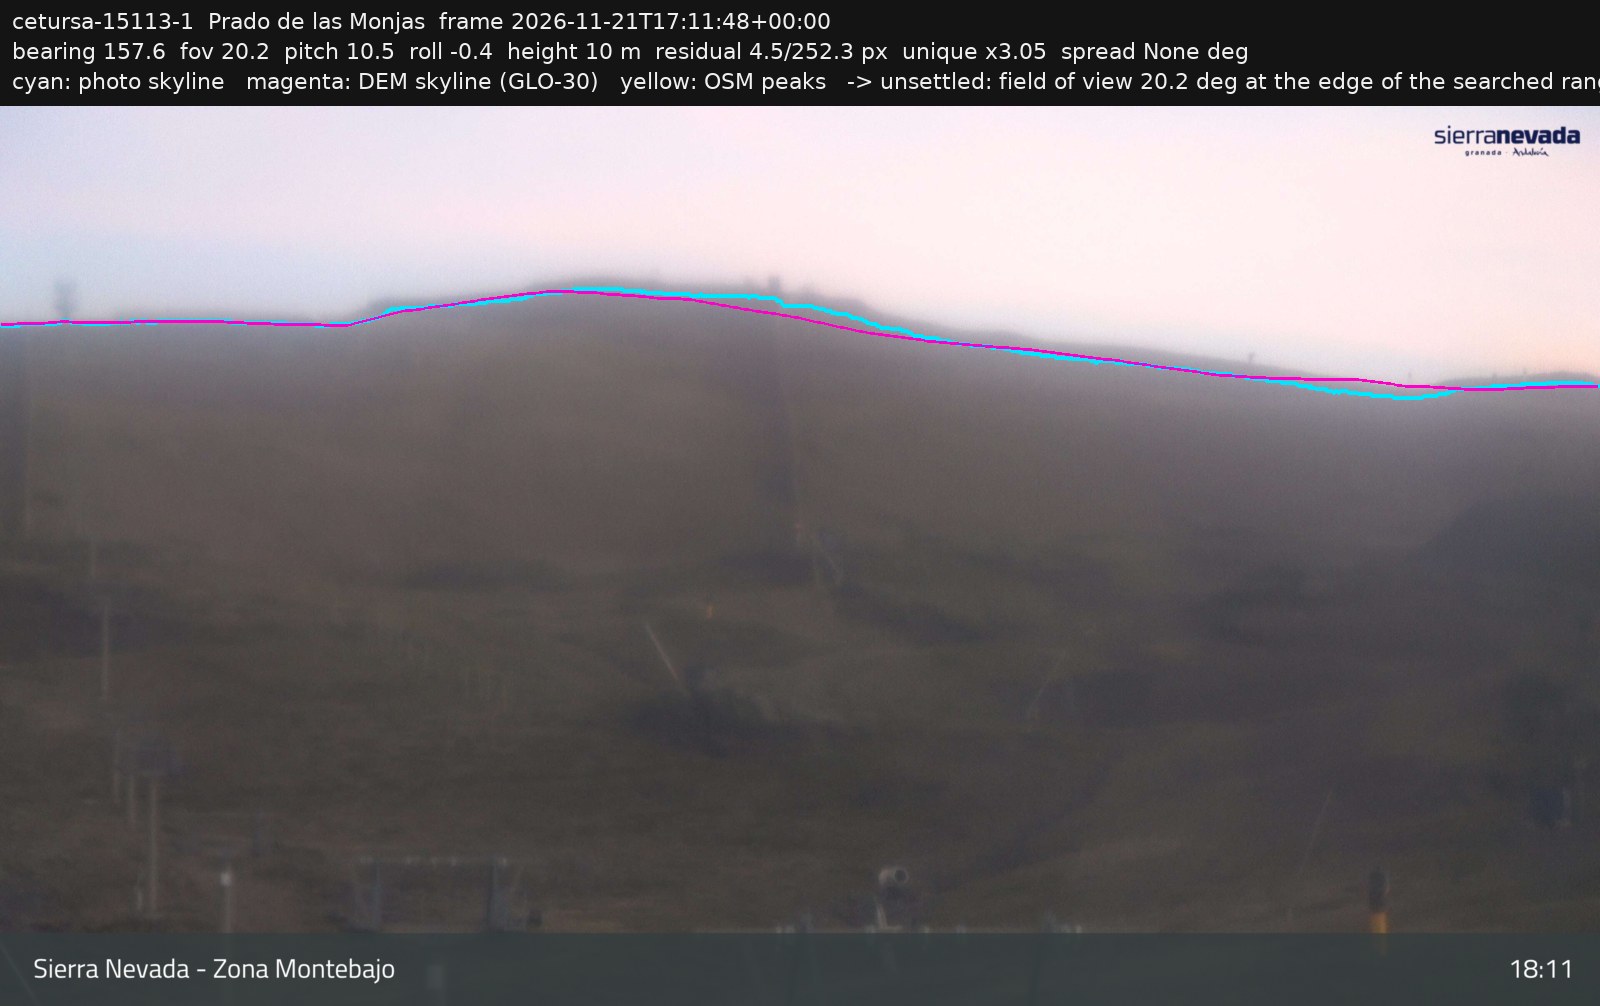 cetursa-15113-1 Prado de las Monjas frame 2026-11-21T17:11:48+00:00
bearing 157.6 fov 20.2 pitch 10.5 roll -0.4 height 10 m residual 4.5/252.3 px unique x3.05 spread None deg
cyan: photo skyline magenta: DEM skyline (GLO-30) yellow: OSM peaks -> unsettled: field of view 20.2 deg at the edge of the searched rang
sierranevada
granada · Andalucía
Sierra Nevada - Zona Montebajo
18:11